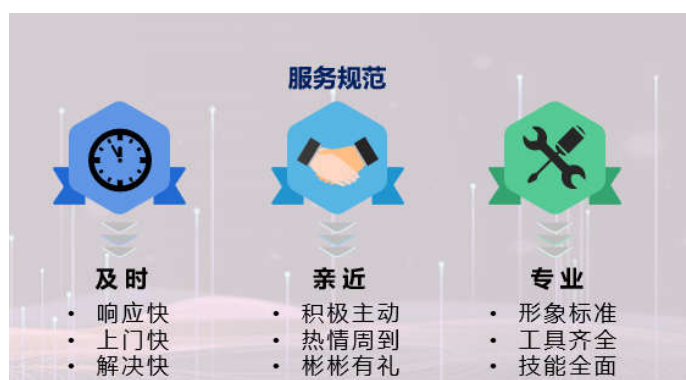 服务规范
及时
• 响应快
• 上门快
• 解决快
亲近
• 积极主动
• 热情周到
• 彬彬有礼
专业
• 形象标准
• 工具齐全
• 技能全面